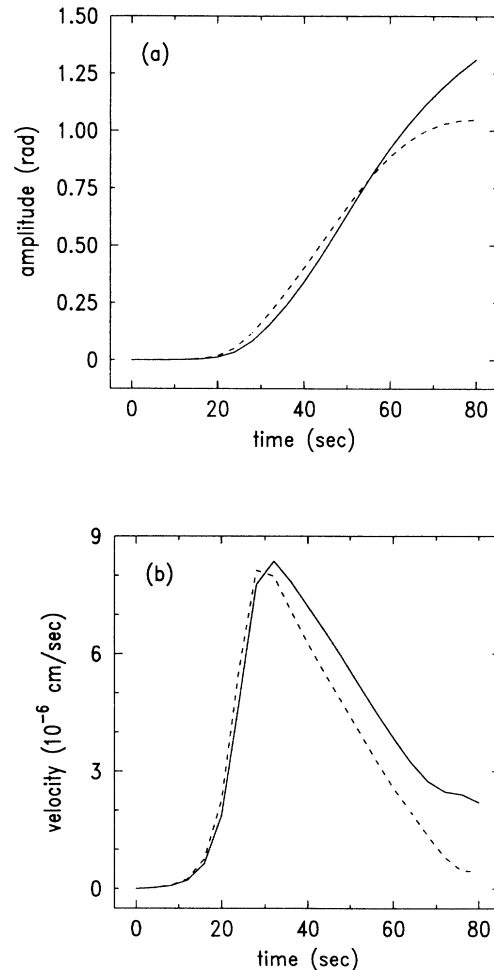 1.50
(a)
1.25
1.00
0.75
0.50
0.25
0
amplitude (rad)
0 20 40 60 80
time (sec)
9
(b)
6
3
0
velocity (10⁻⁶ cm/sec)
0 20 40 60 80
time (sec)